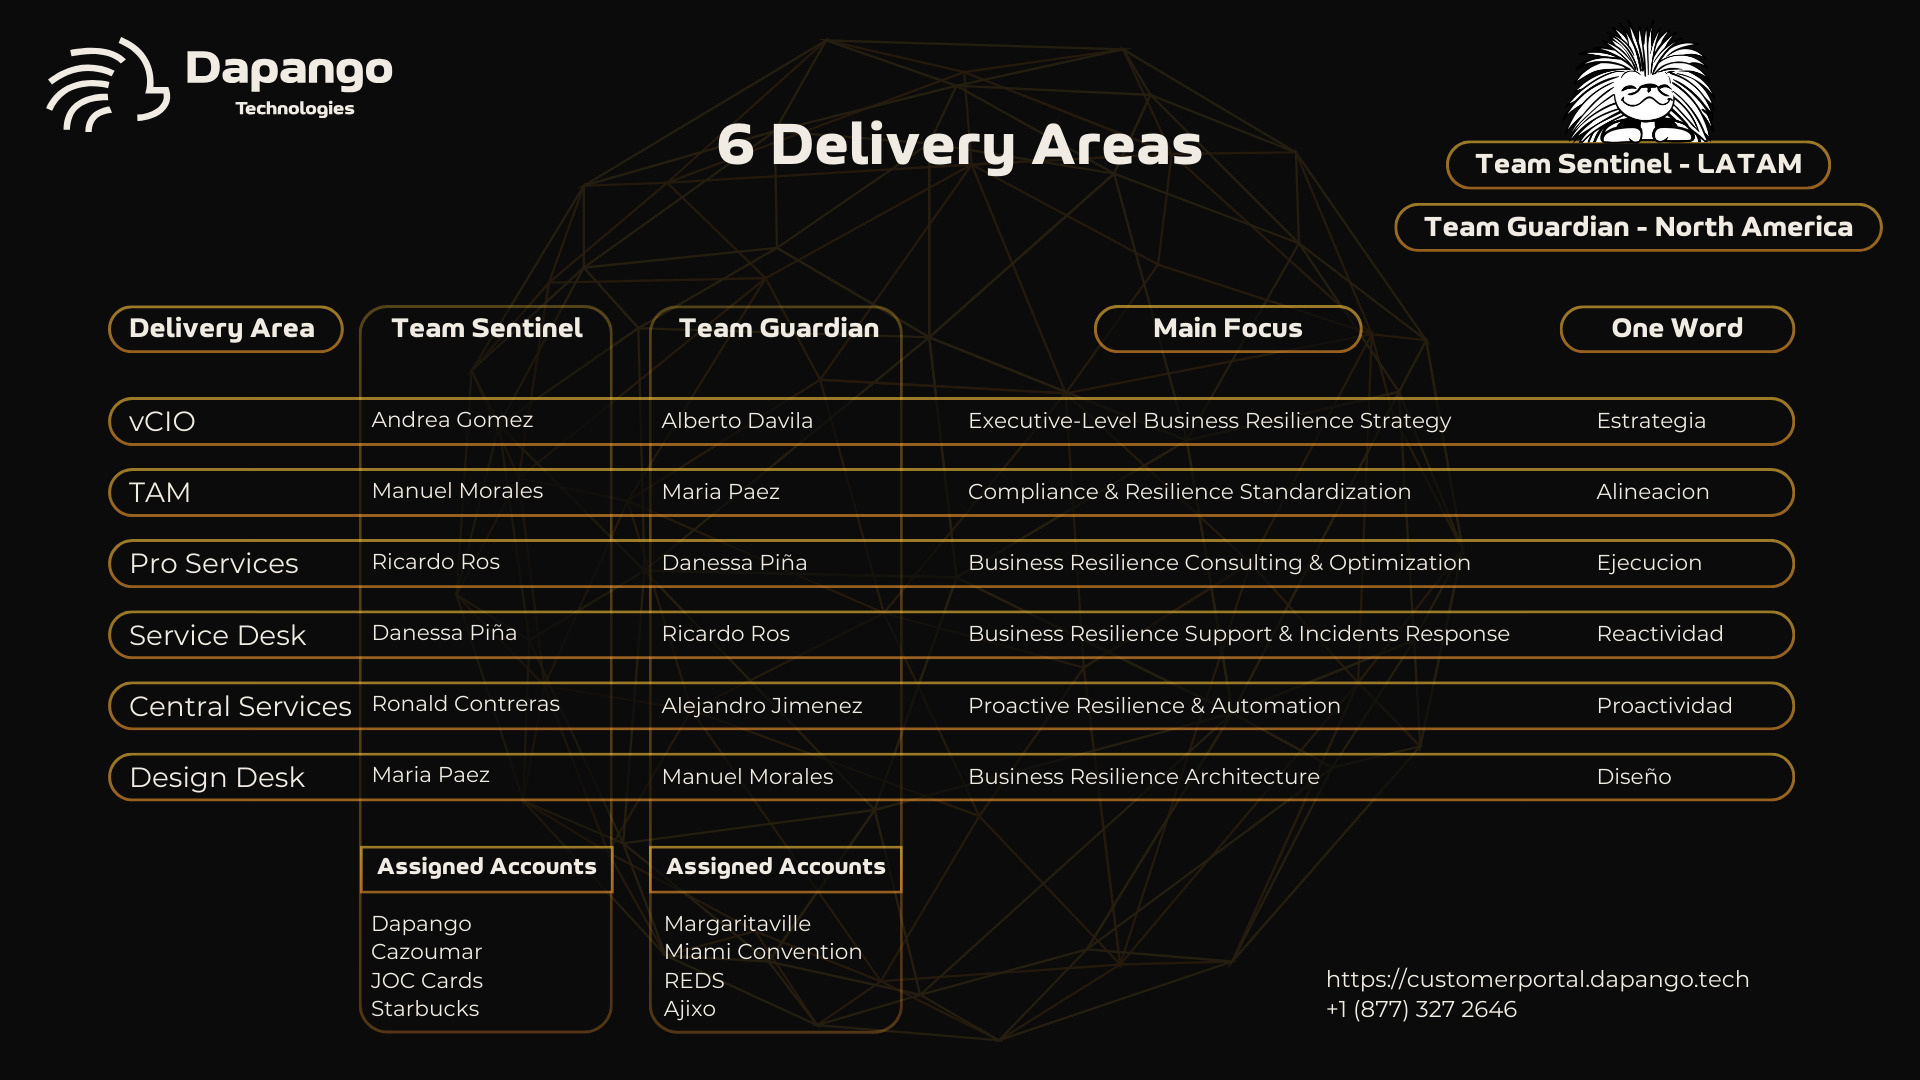 Dapango
Technologies
6 Delivery Areas
Team Sentinel - LATAM
Team Guardian - North America
Delivery Area Team Sentinel Team Guardian Main Focus One Word
vCIO Andrea Gomez Alberto Davila Executive-Level Business Resilience Strategy Estrategia
TAM Manuel Morales Maria Paez Compliance & Resilience Standardization Alineacion
Pro Services Ricardo Ros Danessa Piña Business Resilience Consulting & Optimization Ejecucion
Service Desk Danessa Piña Ricardo Ros Business Resilience Support & Incidents Response Reactividad
Central Services Ronald Contreras Alejandro Jimenez Proactive Resilience & Automation Proactividad
Design Desk Maria Paez Manuel Morales Business Resilience Architecture Diseño
Assigned Accounts
Dapango
Cazoumar
JOC Cards
Starbucks
Assigned Accounts
Margaritaville
Miami Convention
REDS
Ajixo
https://customerportal.dapango.tech
+1 (877) 327 2646